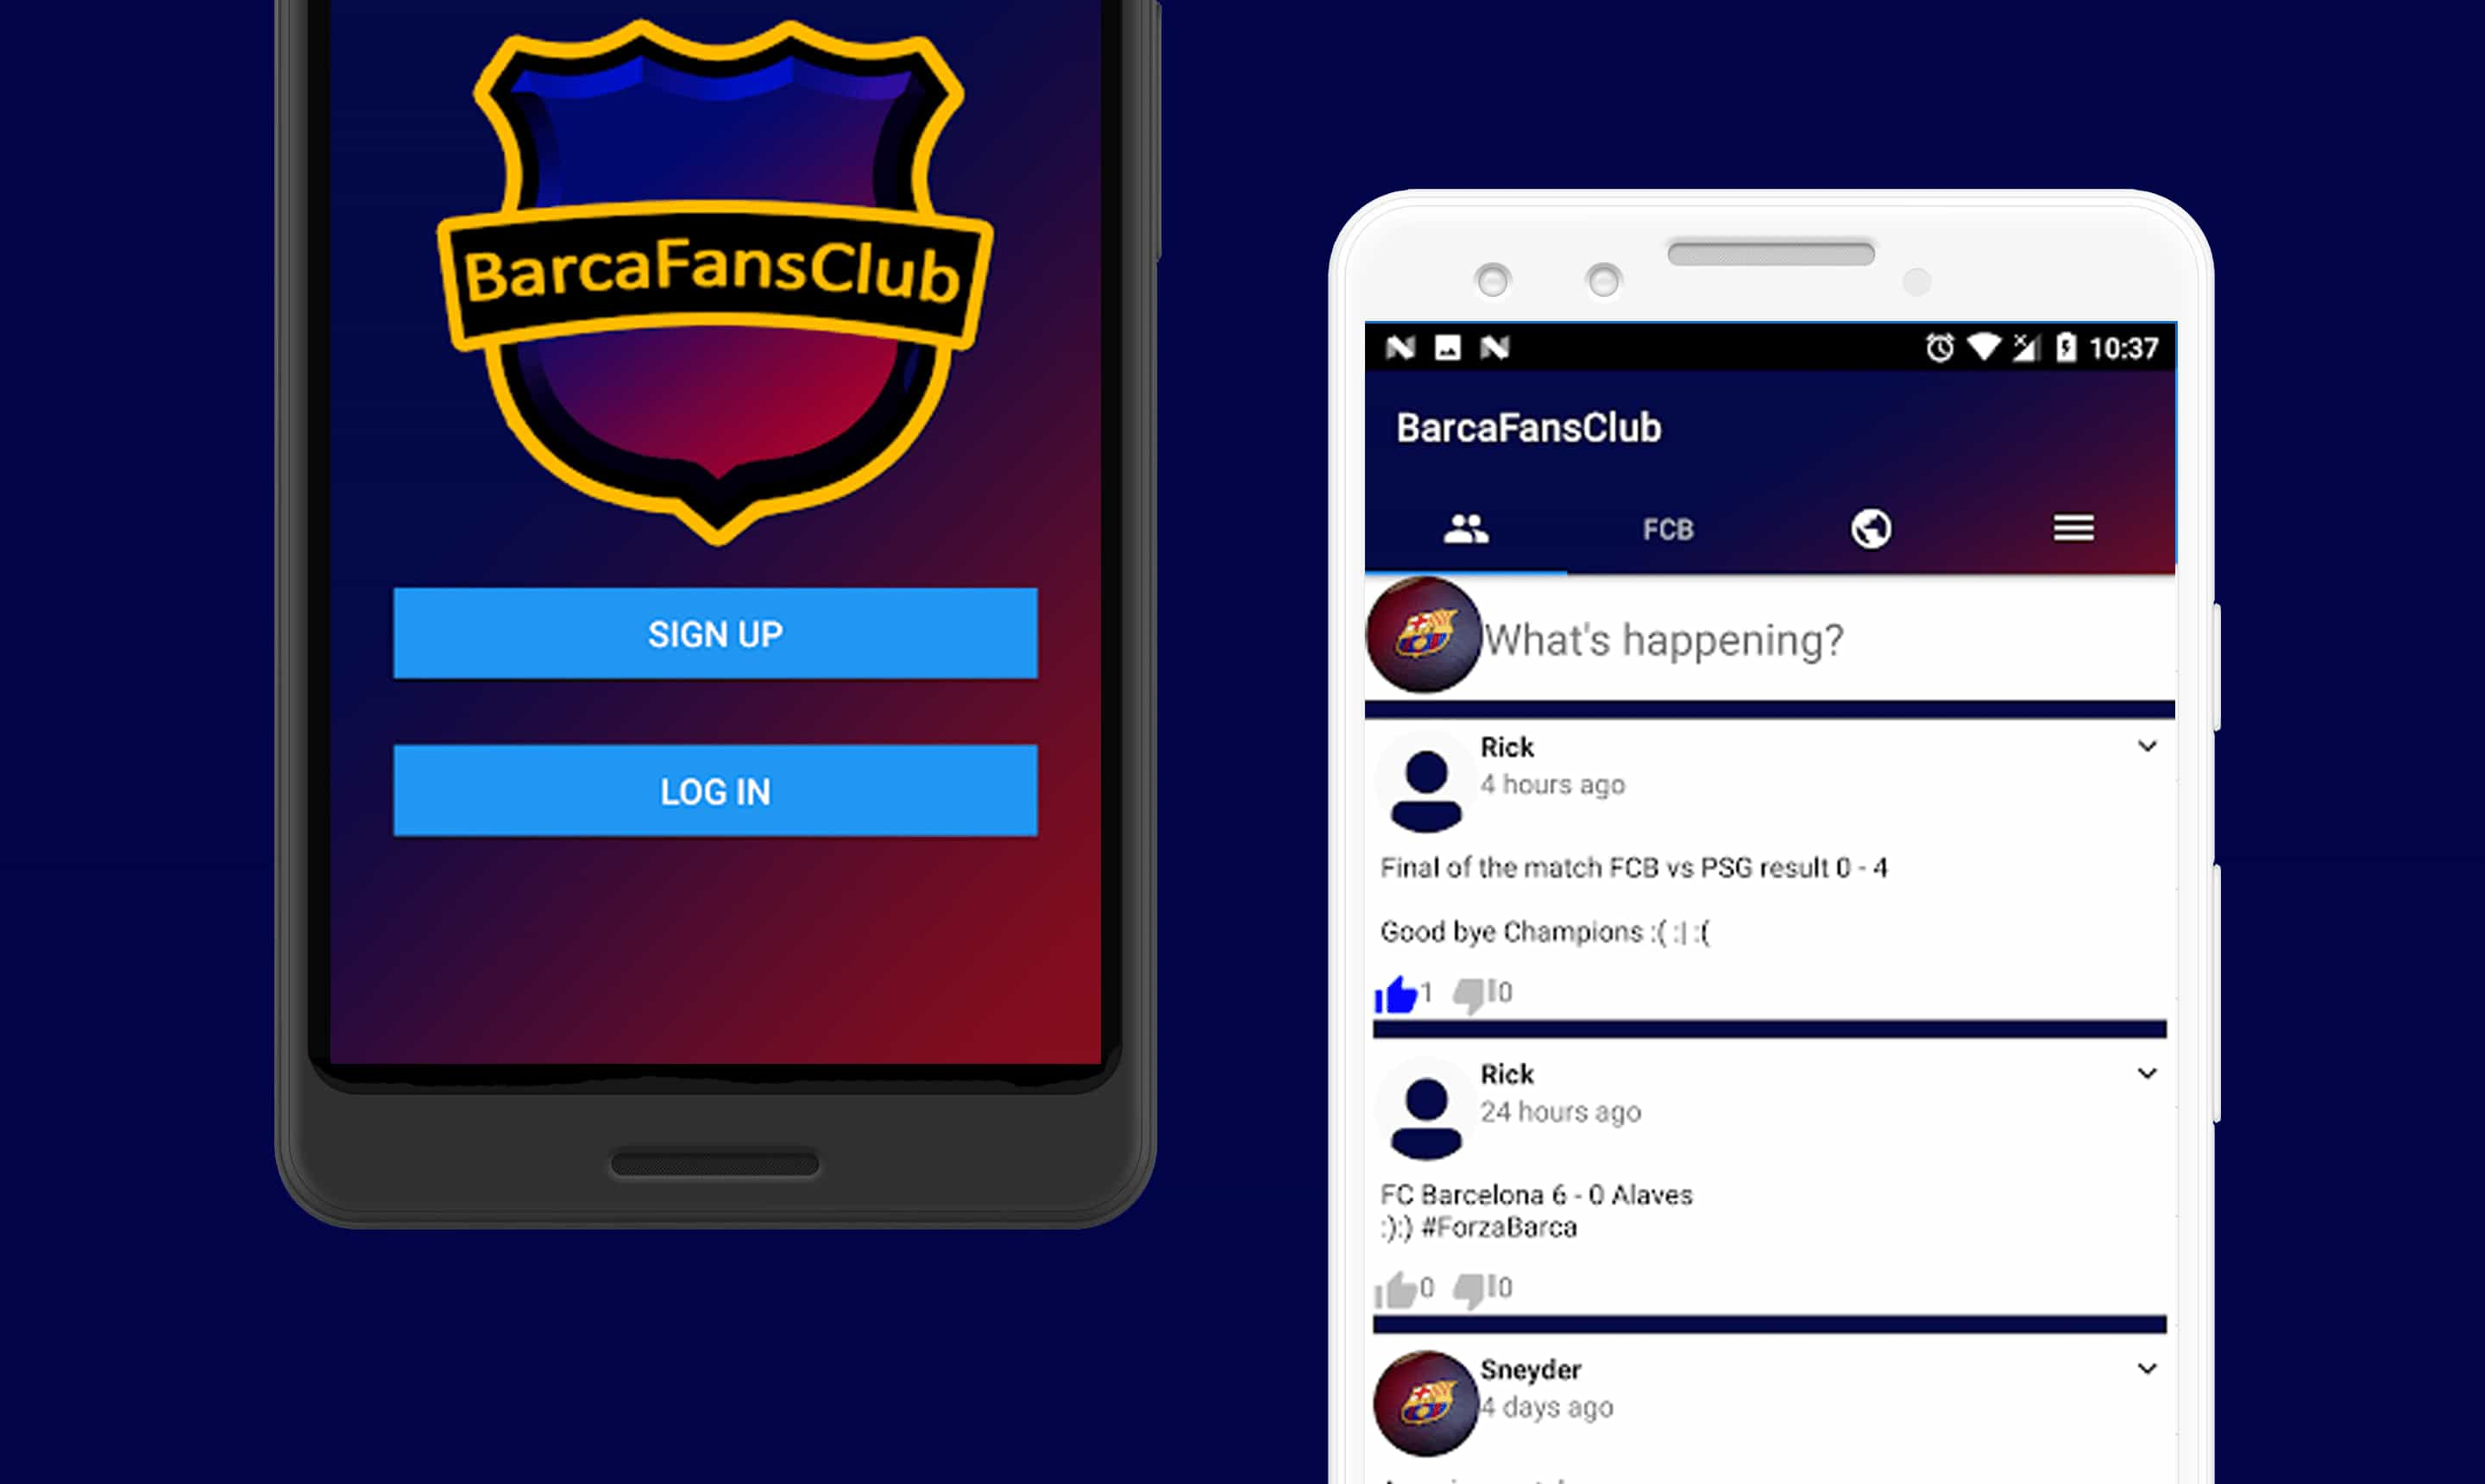 BarcaFansClub
SIGN UP
LOG IN
10:37
BarcaFansClub
FCB
What's happening?
Rick
4 hours ago
Final of the match FCB vs PSG result 0 - 4
Good bye Champions :( :| :(
1 0
Rick
24 hours ago
FC Barcelona 6 - 0 Alaves
:):) #ForzaBarca
0 0
Sneyder
4 days ago